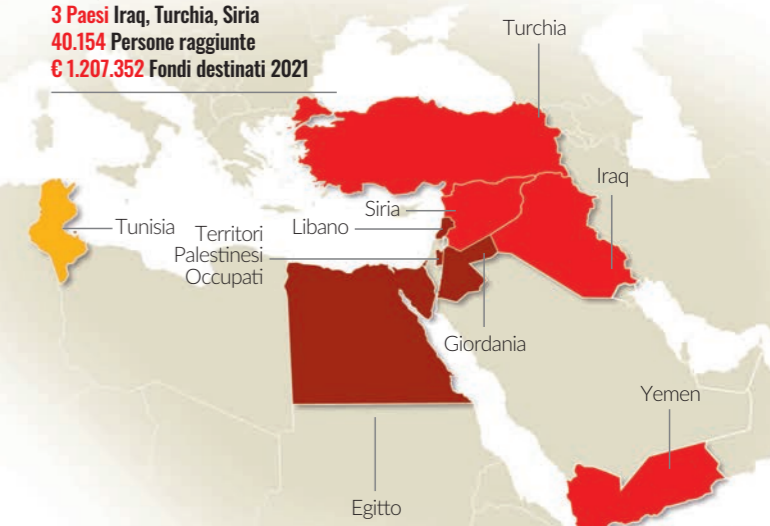 3 Paesi Iraq, Turchia, Siria
40.154 Persone raggiunte
€ 1.207.352 Fondi destinati 2021
Turchia
Iraq
Siria
Libano
Tunisia
Territori
Palestinesi
Occupati
Giordania
Yemen
Egitto